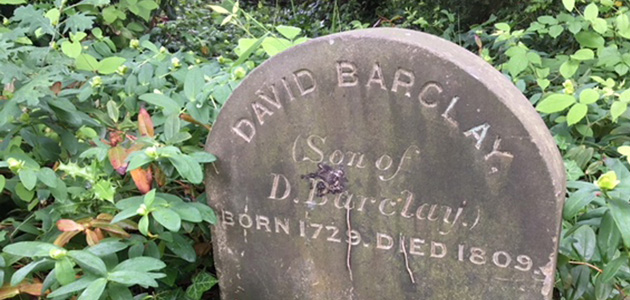 DAVID BARCLAY,
(Son of
D. Barclay.)
BORN 1729. DIED 1809.